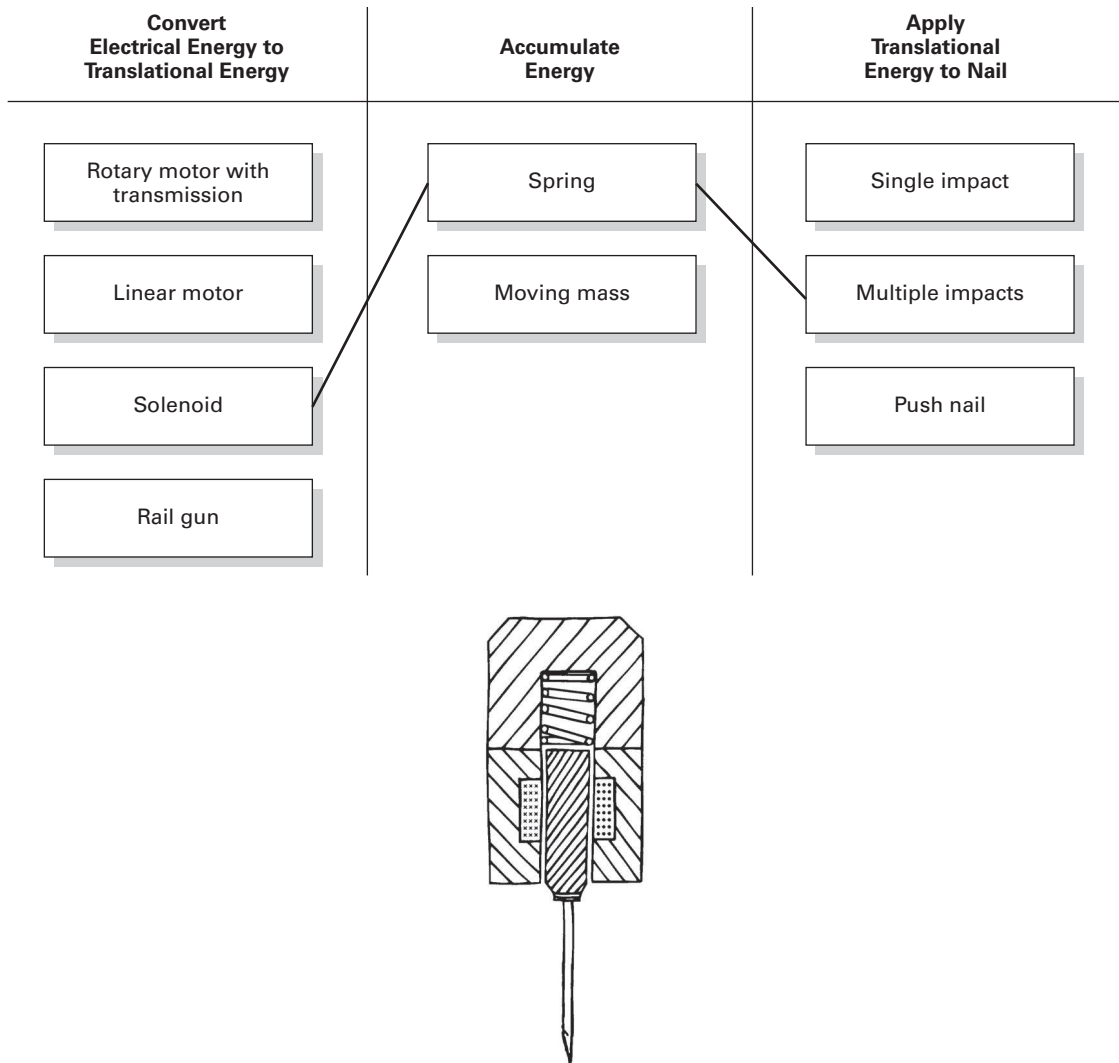 Convert
Electrical Energy to
Translational Energy
Accumulate
Energy
Apply
Translational
Energy to Nail
Rotary motor with
transmission
Spring
Single impact
Linear motor
Moving mass
Multiple impacts
Solenoid
Push nail
Rail gun